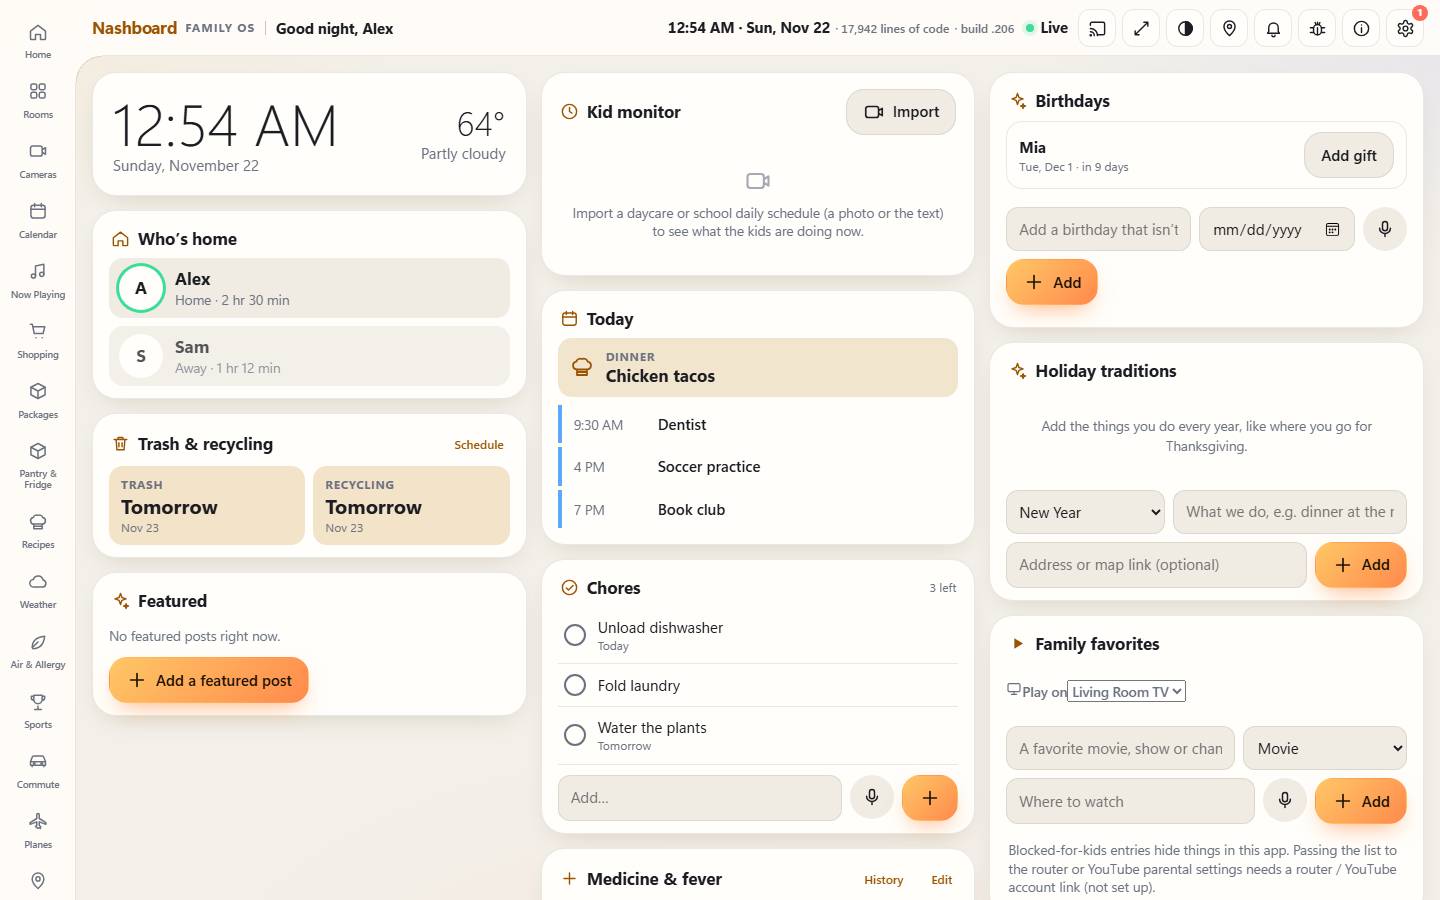 Nashboard FAMILY OS Good night, Alex
12:54 AM · Sun, Nov 22 · 17,942 lines of code · build .206 Live
1
Home
Rooms
Cameras
Calendar
Now Playing
Shopping
Packages
Pantry &
Fridge
Recipes
Weather
Air & Allergy
Sports
Commute
Planes
12:54 AM
Sunday, November 22
64°
Partly cloudy
Who's home
A
Alex
Home · 2 hr 30 min
S
Sam
Away · 1 hr 12 min
Trash & recycling
Schedule
TRASH
Tomorrow
Nov 23
RECYCLING
Tomorrow
Nov 23
Featured
No featured posts right now.
Add a featured post
Kid monitor
Import
Import a daycare or school daily schedule (a photo or the text)
to see what the kids are doing now.
Today
DINNER
Chicken tacos
9:30 AM Dentist
4 PM Soccer practice
7 PM Book club
Chores
3 left
Unload dishwasher
Today
Fold laundry
Water the plants
Tomorrow
Add...
Medicine & fever
History
Edit
Birthdays
Mia
Tue, Dec 1 · in 9 days
Add gift
Add a birthday that isn't
mm/dd/yyyy
Add
Holiday traditions
Add the things you do every year, like where you go for
Thanksgiving.
New Year
What we do, e.g. dinner at the
Address or map link (optional)
Add
Family favorites
Play on Living Room TV
A favorite movie, show or chan
Movie
Where to watch
Add
Blocked-for-kids entries hide things in this app. Passing the list to
the router or YouTube parental settings needs a router / YouTube
account link (not set up).